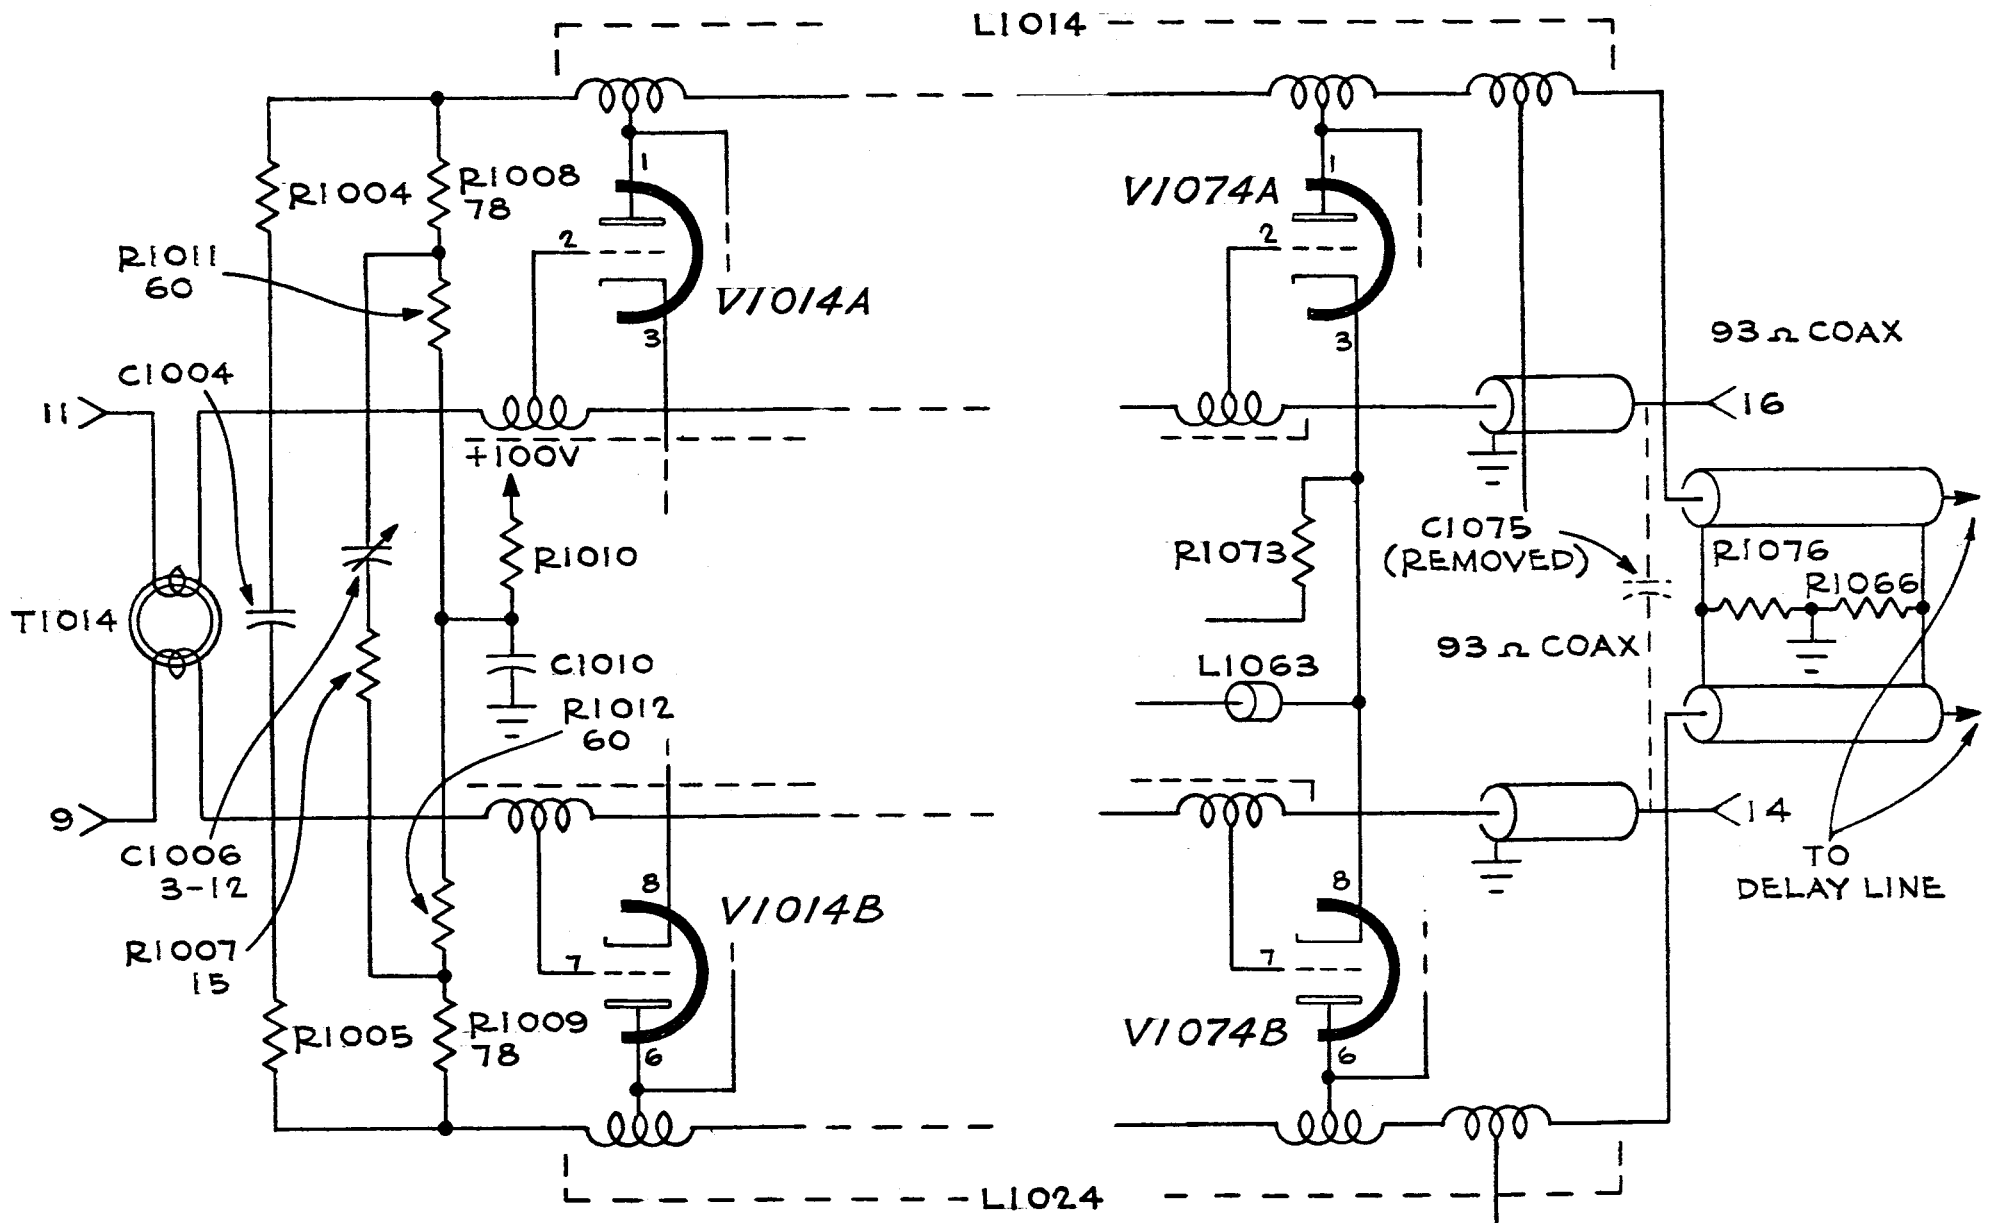 L1014
R1004
R1008
78
1
V1074A
1
2
2
R1011
60
V1014A
3
3
93 Ω COAX
C1004
11
16
+100V
R1010
R1073
C1075
(REMOVED)
R1076
R1066
T1014
93 Ω COAX
C1010
L1063
R1012
60
9
14
C1006
3-12
TO
DELAY LINE
8
8
V1014B
R1007
15
7
7
R1005
R1009
78
6
V1074B
6
L1024